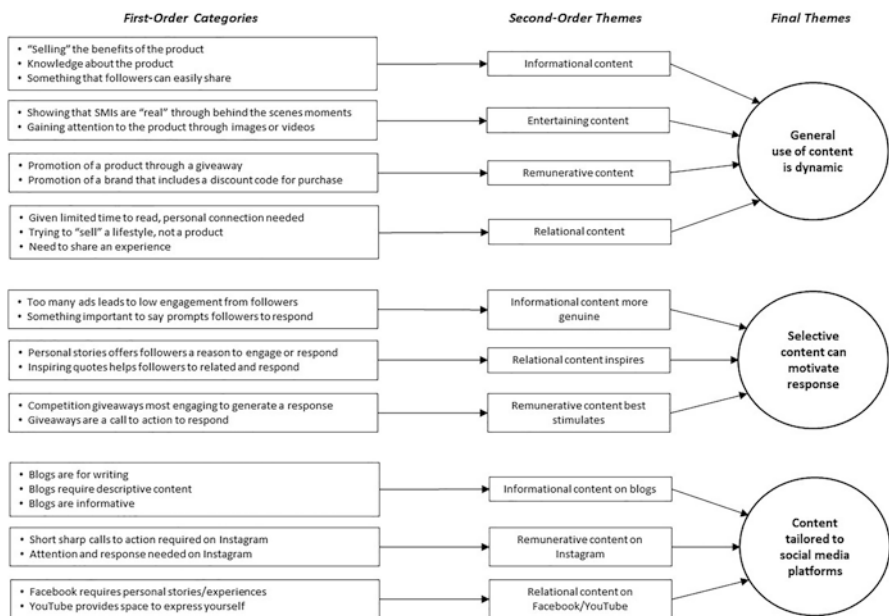 First-Order Categories
Second-Order Themes
Final Themes
• “Selling” the benefits of the product
• Knowledge about the product
• Something that followers can easily share
Informational content
• Showing that SMIs are “real” through behind the scenes moments
• Gaining attention to the product through images or videos
Entertaining content
• Promotion of a product through a giveaway
• Promotion of a brand that includes a discount code for purchase
Remunerative content
• Given limited time to read, personal connection needed
• Trying to “sell” a lifestyle, not a product
• Need to share an experience
Relational content
General
use of content
is dynamic
• Too many ads leads to low engagement from followers
• Something important to say prompts followers to respond
Informational content more
genuine
• Personal stories offers followers a reason to engage or respond
• Inspiring quotes helps followers to related and respond
Relational content inspires
• Competition giveaways most engaging to generate a response
• Giveaways are a call to action to respond
Remunerative content best
stimulates
Selective
content can
motivate
response
• Blogs are for writing
• Blogs require descriptive content
• Blogs are informative
Informational content on blogs
• Short sharp calls to action required on Instagram
• Attention and response needed on Instagram
Remunerative content on
Instagram
• Facebook requires personal stories/experiences
• YouTube provides space to express yourself
Relational content on
Facebook/YouTube
Content
tailored to
social media
platforms